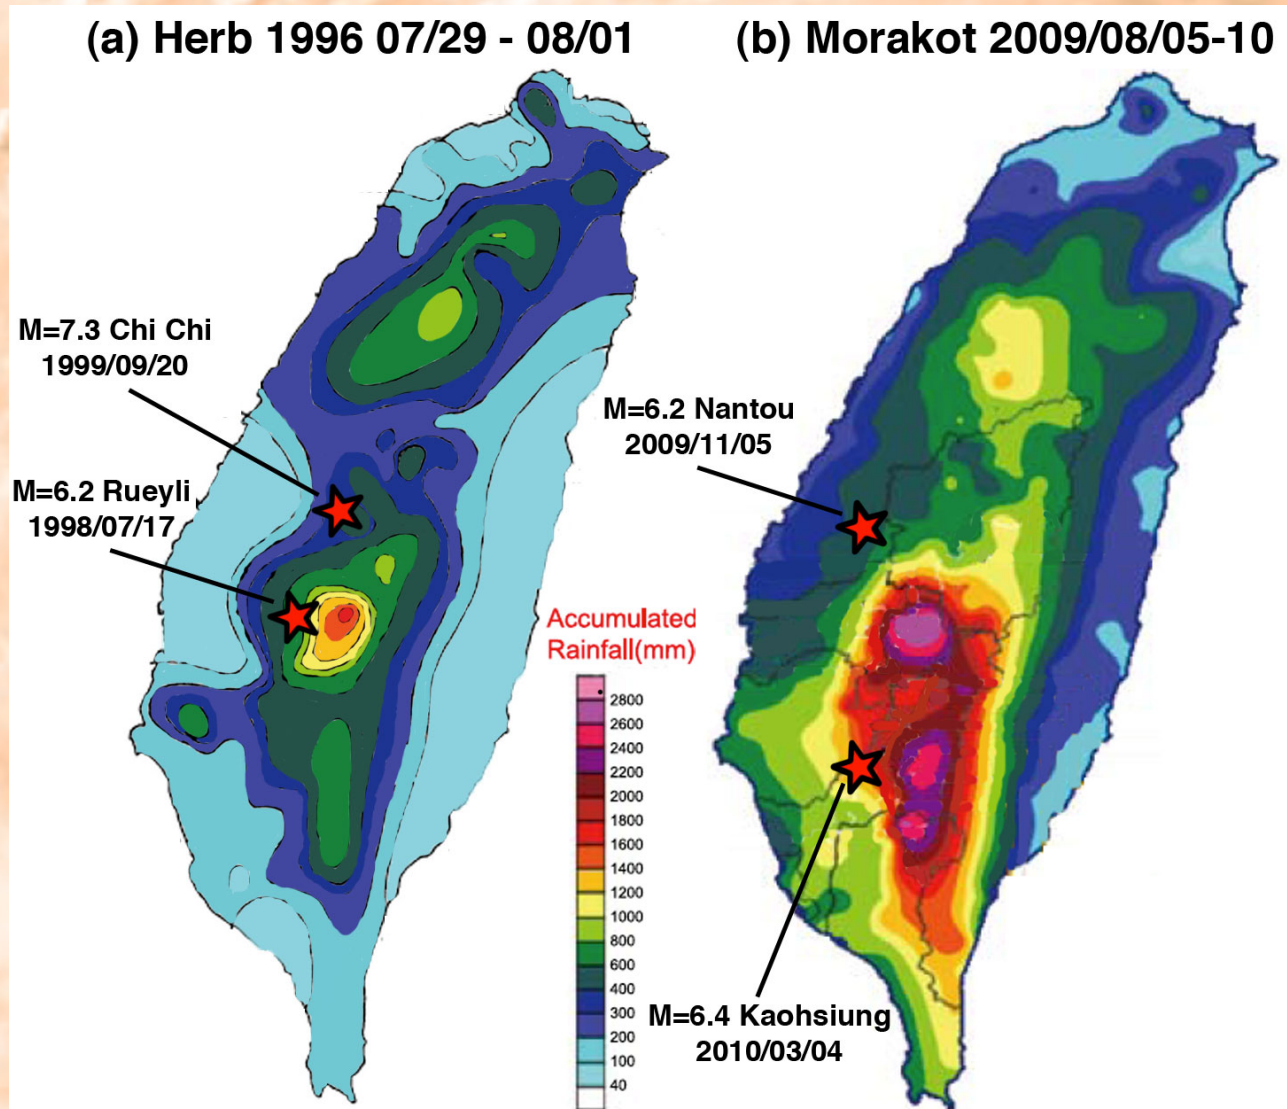 (a) Herb 1996 07/29 - 08/01
(b) Morakot 2009/08/05-10
M=7.3 Chi Chi
1999/09/20
M=6.2 Rueyli
1998/07/17
M=6.2 Nantou
2009/11/05
Accumulated
Rainfall(mm)
2800
2600
2400
2200
2000
1800
1600
1400
1200
1000
800
600
400
300
200
100
40
M=6.4 Kaohsiung
2010/03/04